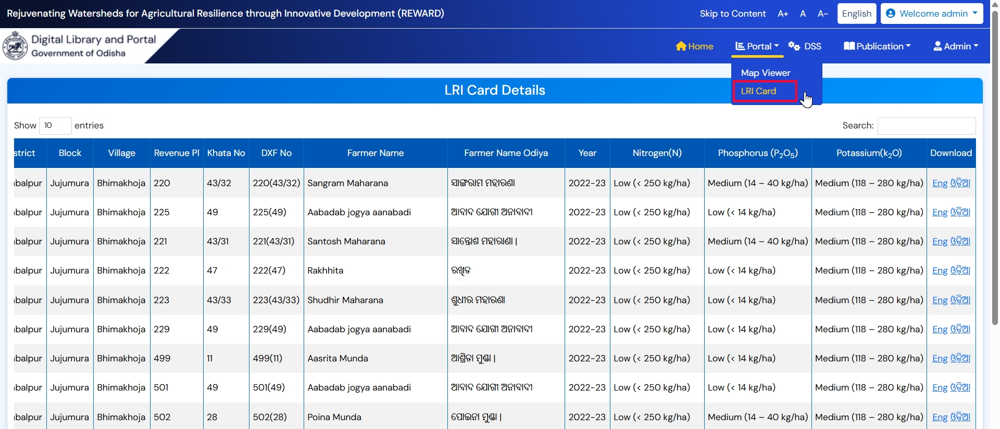 Rejuvenating Watersheds for Agricultural Resilience through Innovative Development (REWARD) Skip to Content A+ A A- English Welcome admin
Digital Library and Portal
Government of Odisha
Home Portal DSS Publication Admin
Map Viewer
LRI Card
LRI Card Details
Show 10 entries Search:
strict Block Village Revenue Pl Khata No DXF No Farmer Name Farmer Name Odiya Year Nitrogen(N) Phosphorus (P₂O₅) Potassium(k₂O) Download
balpur Jujumura Bhimakhoja 220 43/32 220(43/32) Sangram Maharana ସାଙ୍ଗରାମ ମହାରଣା 2022-23 Low (< 250 kg/ha) Medium (14 – 40 kg/ha) Medium (118 – 280 kg/ha) Eng ଓଡ଼ିଆ
balpur Jujumura Bhimakhoja 225 49 225(49) Aabadab jogya aanabadi ଆବାଦ ଯୋଗୀ ଅନାବାଦୀ 2022-23 Low (< 250 kg/ha) Low (< 14 kg/ha) Medium (118 – 280 kg/ha) Eng ଓଡ଼ିଆ
balpur Jujumura Bhimakhoja 221 43/31 221(43/31) Santosh Maharana ସାନ୍ତୋଶ ମହାରାଣା | 2022-23 Low (< 250 kg/ha) Medium (14 – 40 kg/ha) Medium (118 – 280 kg/ha) Eng ଓଡ଼ିଆ
balpur Jujumura Bhimakhoja 222 47 222(47) Rakhhita ରଖିତ 2022-23 Low (< 250 kg/ha) Low (< 14 kg/ha) Medium (118 – 280 kg/ha) Eng ଓଡ଼ିଆ
balpur Jujumura Bhimakhoja 223 43/33 223(43/33) Shudhir Maharana ଶୁଧୀର ମହାରଣା 2022-23 Low (< 250 kg/ha) Low (< 14 kg/ha) Medium (118 – 280 kg/ha) Eng ଓଡ଼ିଆ
balpur Jujumura Bhimakhoja 229 49 229(49) Aabadab jogya aanabadi ଆବାଦ ଯୋଗୀ ଅନାବାଦୀ 2022-23 Low (< 250 kg/ha) Low (< 14 kg/ha) Medium (118 – 280 kg/ha) Eng ଓଡ଼ିଆ
balpur Jujumura Bhimakhoja 499 11 499(11) Aasrita Munda ଆଶ୍ରିତା ମୁଣ୍ଡା | 2022-23 Low (< 250 kg/ha) Low (< 14 kg/ha) Medium (118 – 280 kg/ha) Eng ଓଡ଼ିଆ
balpur Jujumura Bhimakhoja 501 49 501(49) Aabadab jogya aanabadi ଆବାଦ ଯୋଗୀ ଅନାବାଦୀ 2022-23 Low (< 250 kg/ha) Low (< 14 kg/ha) Medium (118 – 280 kg/ha) Eng ଓଡ଼ିଆ
balpur Jujumura Bhimakhoja 502 28 502(28) Poina Munda ପୋଇନା ମୁଣ୍ଡା | 2022-23 Low (< 250 kg/ha) Medium (14 – 40 kg/ha) Medium (118 – 280 kg/ha) Eng ଓଡ଼ିଆ